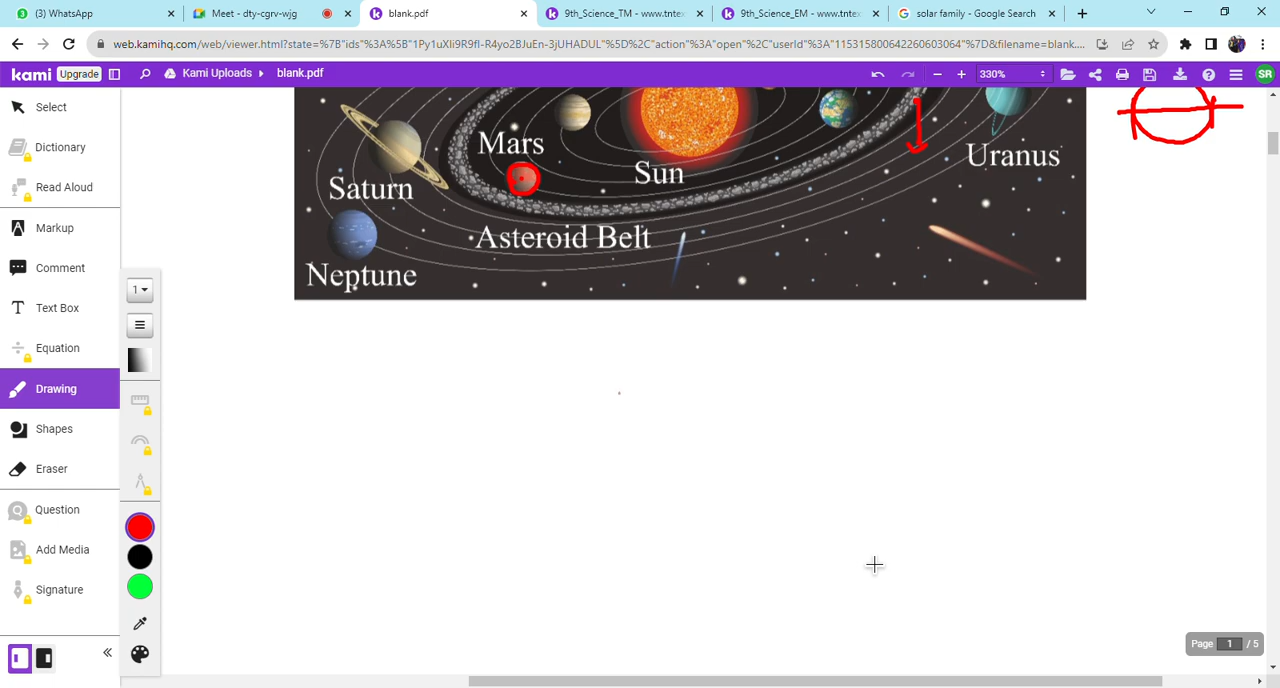 (3) WhatsApp
Meet - dty-cgrv-wjg
blank.pdf
9th_Science_TM - www.tntex
9th_Science_EM - www.tntex
solar family - Google Search
web.kamihq.com/web/viewer.html?state=%7B"ids"%3A%5B"1Py1uXIi9R9fI-R4yo2BJuEn-3jUHADUL"%5D%2C"action"%3A"open"%2C"userId"%3A"115315800642260603064"%7D&filename=blank....
kami
Upgrade
Kami Uploads
blank.pdf
330%
SR
Select
Dictionary
Read Aloud
Markup
Comment
Text Box
Equation
Drawing
Shapes
Eraser
Question
Add Media
Signature
1
Mars
Sun
Uranus
Saturn
Asteroid Belt
Neptune
Page 1 / 5